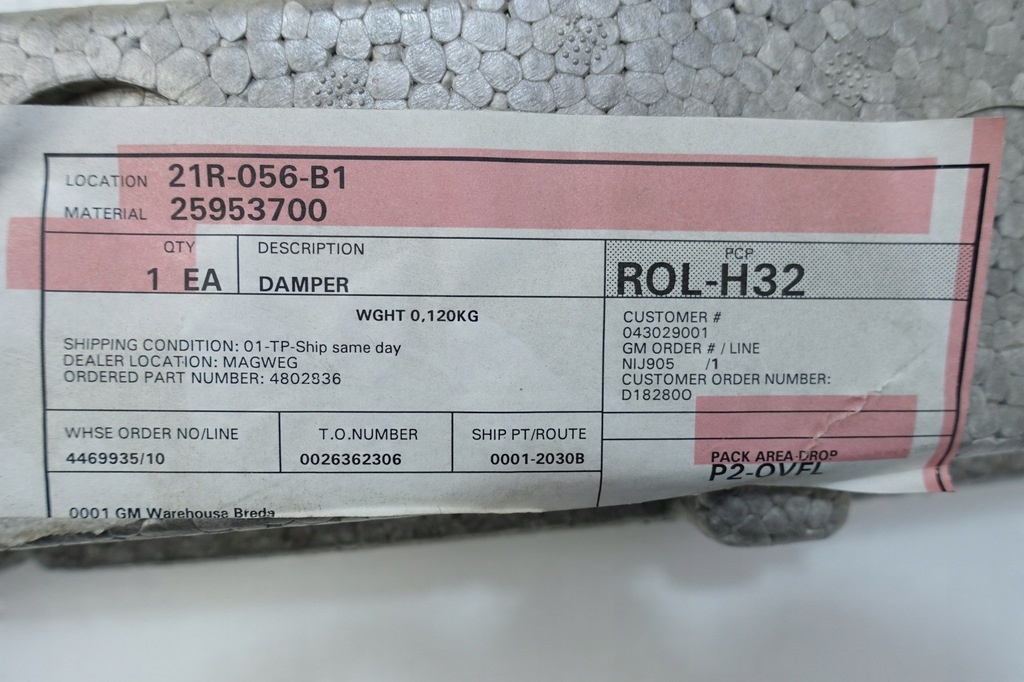 LOCATION 21R-056-B1
MATERIAL 25953700
QTY
1 EA
DESCRIPTION
DAMPER
PCP
ROL-H32
WGHT 0,120KG
SHIPPING CONDITION: 01-TP-Ship same day
DEALER LOCATION: MAGWEG
ORDERED PART NUMBER: 4802836
CUSTOMER #
043029001
GM ORDER # / LINE
NIJ905 /1
CUSTOMER ORDER NUMBER:
D18280O
WHSE ORDER NO/LINE
4469935/10
T.O.NUMBER
0026362306
SHIP PT/ROUTE
0001-2030B
PACK AREA-DROP
P2-OVFL
0001 GM Warehouse Breda